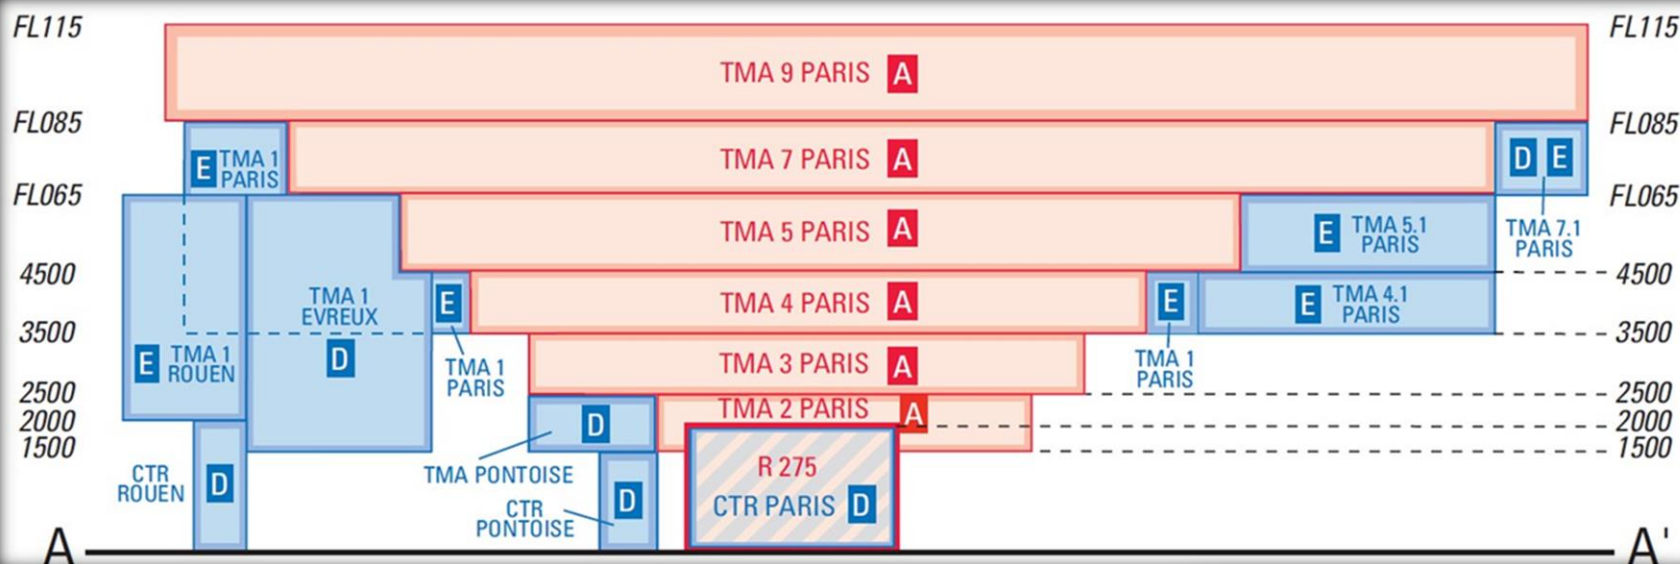 FL115
FL115
TMA 9 PARIS A
FL085
FL085
E TMA 1
PARIS
TMA 7 PARIS A
D E
FL065
FL065
TMA 5 PARIS A
E TMA 5.1
PARIS
TMA 7.1
PARIS
4500
4500
TMA 1
EVREUX
D
E
TMA 4 PARIS A
E
E TMA 4.1
PARIS
3500
3500
E TMA 1
ROUEN
TMA 1
PARIS
TMA 3 PARIS A
TMA 1
PARIS
2500
2500
TMA 2 PARIS A
2000
2000
D
1500
1500
TMA PONTOISE
CTR
ROUEN
D
CTR
PONTOISE
D
R 275
CTR PARIS D
A
A'